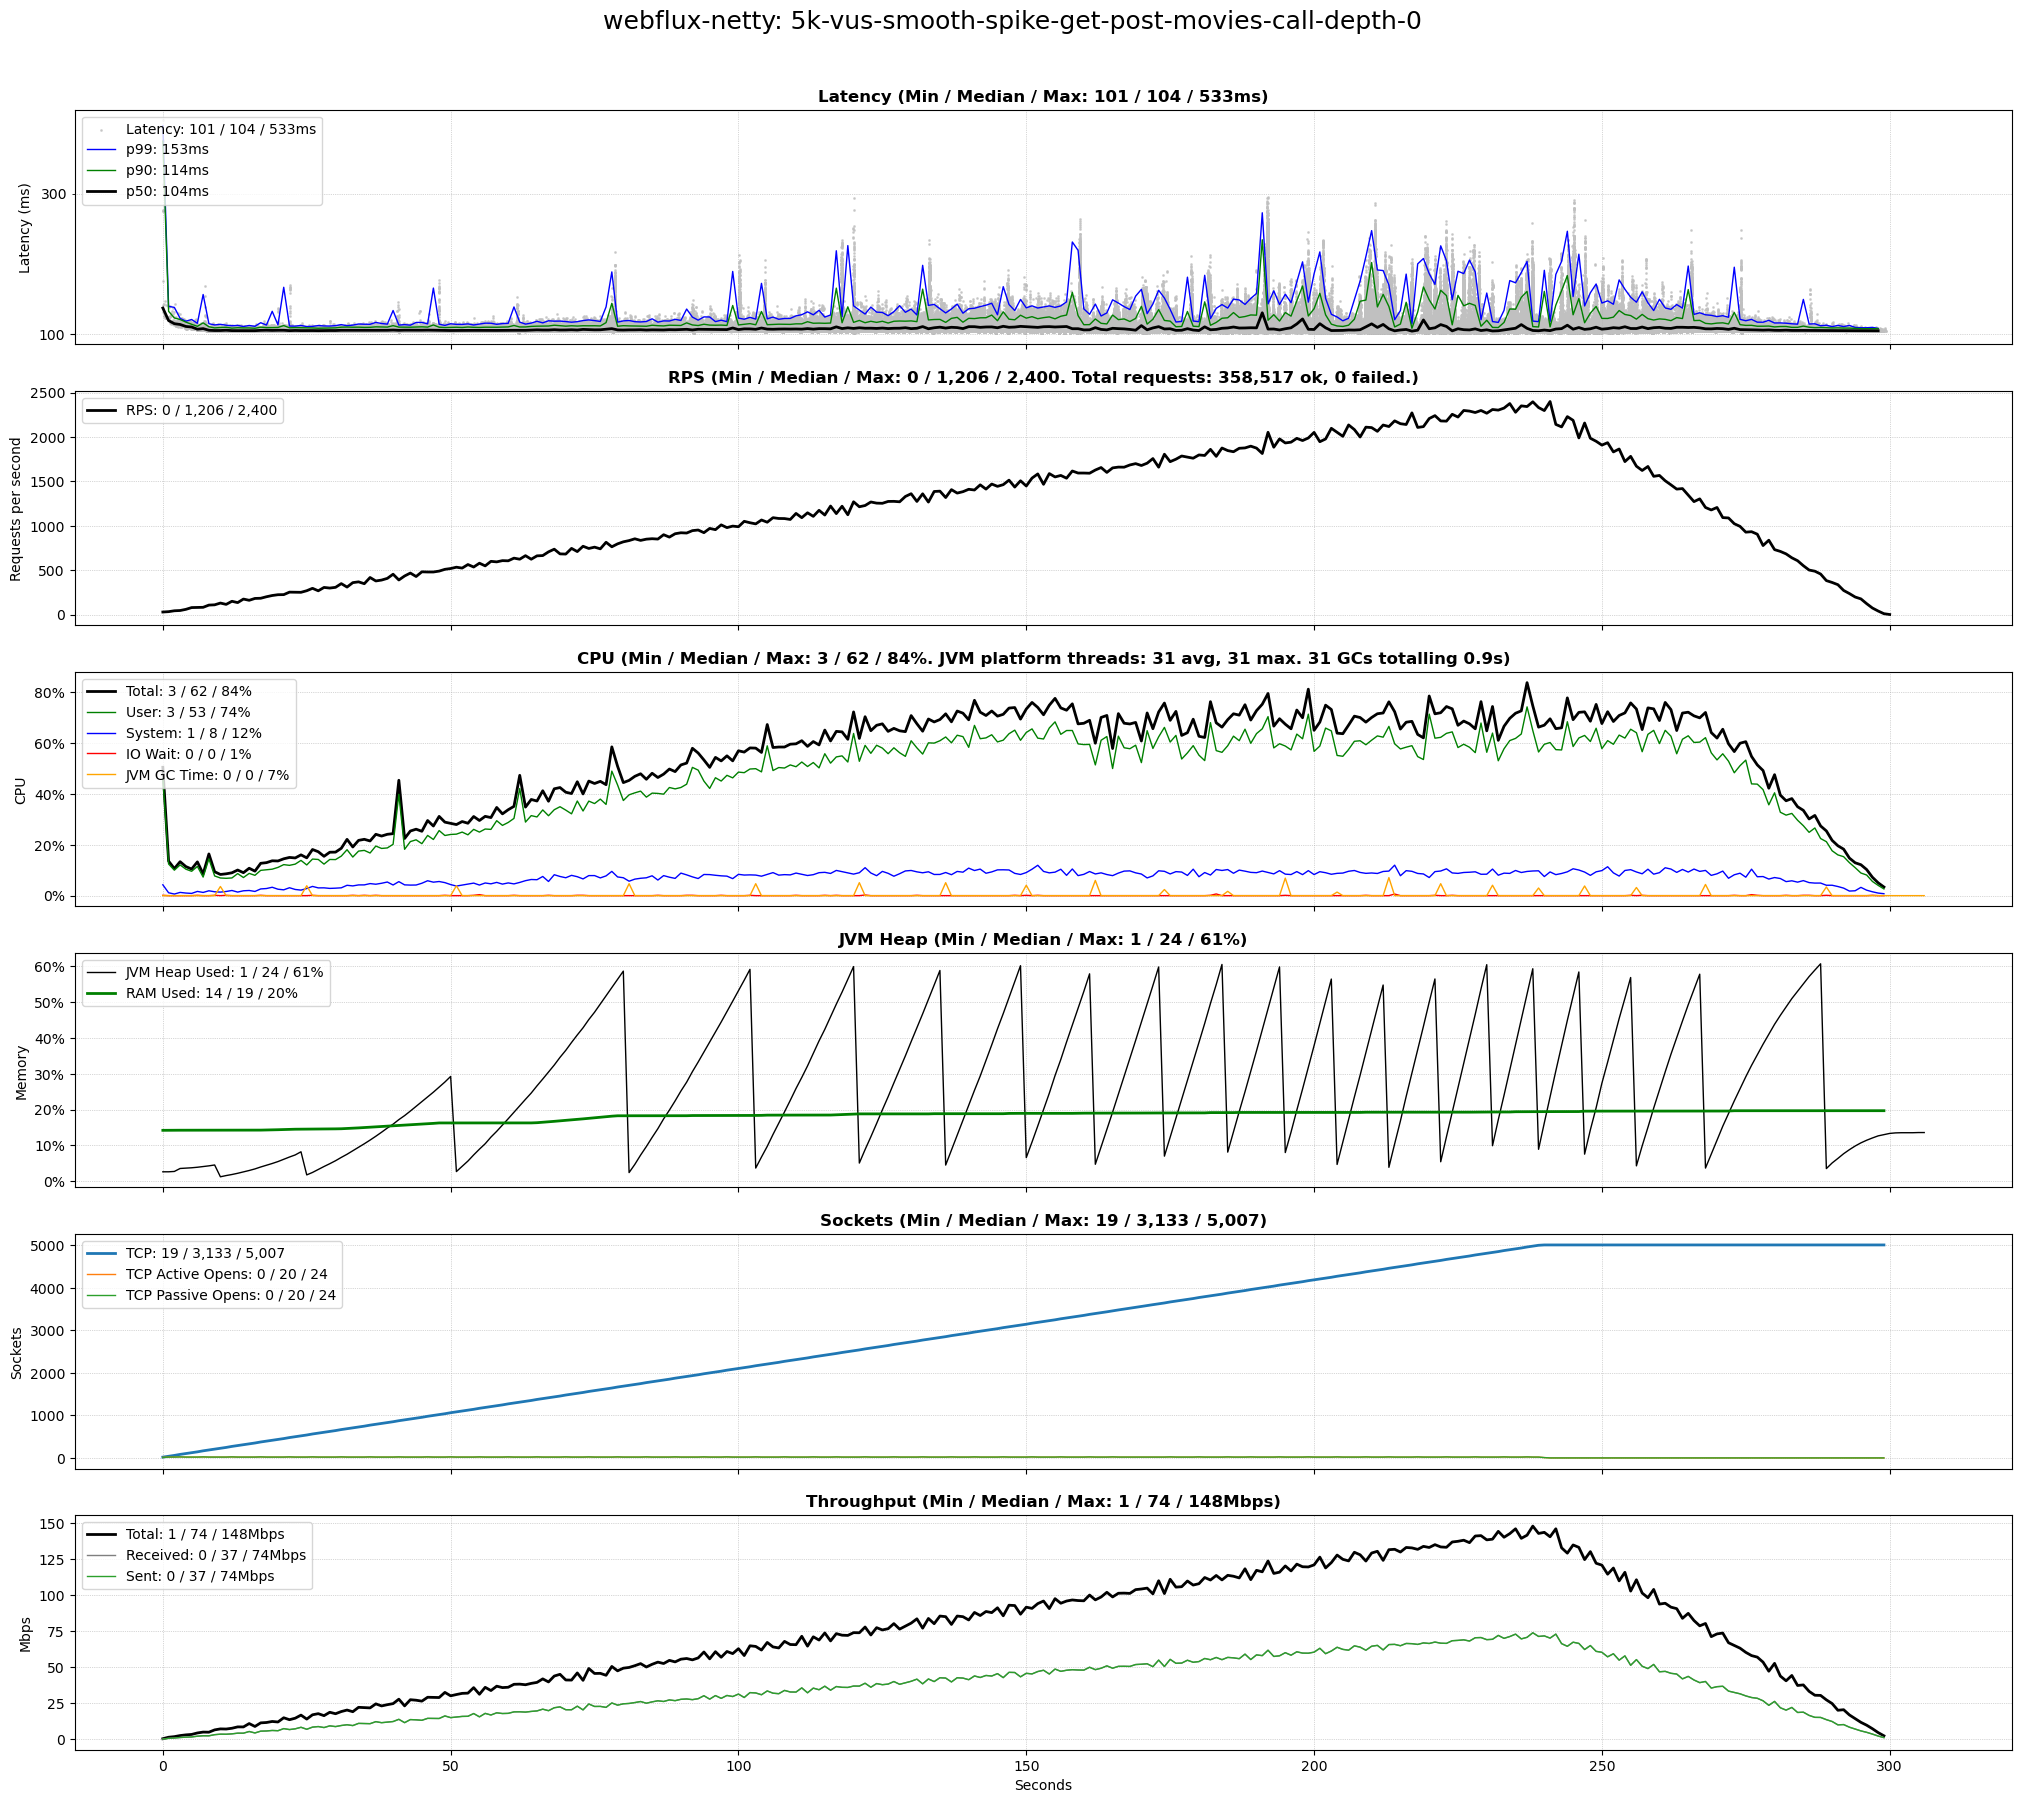 webflux-netty: 5k-vus-smooth-spike-get-post-movies-call-depth-0
Latency (Min / Median / Max: 101 / 104 / 533ms)
Latency: 101 / 104 / 533ms
p99: 153ms
p90: 114ms
p50: 104ms
300
100
Latency (ms)
RPS (Min / Median / Max: 0 / 1,206 / 2,400. Total requests: 358,517 ok, 0 failed.)
RPS: 0 / 1,206 / 2,400
2500
2000
1500
1000
500
0
Requests per second
CPU (Min / Median / Max: 3 / 62 / 84%. JVM platform threads: 31 avg, 31 max. 31 GCs totalling 0.9s)
Total: 3 / 62 / 84%
User: 3 / 53 / 74%
System: 1 / 8 / 12%
IO Wait: 0 / 0 / 1%
JVM GC Time: 0 / 0 / 7%
80%
60%
40%
20%
0%
CPU
JVM Heap (Min / Median / Max: 1 / 24 / 61%)
JVM Heap Used: 1 / 24 / 61%
RAM Used: 14 / 19 / 20%
60%
50%
40%
30%
20%
10%
0%
Memory
Sockets (Min / Median / Max: 19 / 3,133 / 5,007)
TCP: 19 / 3,133 / 5,007
TCP Active Opens: 0 / 20 / 24
TCP Passive Opens: 0 / 20 / 24
5000
4000
3000
2000
1000
0
Sockets
Throughput (Min / Median / Max: 1 / 74 / 148Mbps)
Total: 1 / 74 / 148Mbps
Received: 0 / 37 / 74Mbps
Sent: 0 / 37 / 74Mbps
150
125
100
75
50
25
0
Mbps
0
50
100
150
200
250
300
Seconds